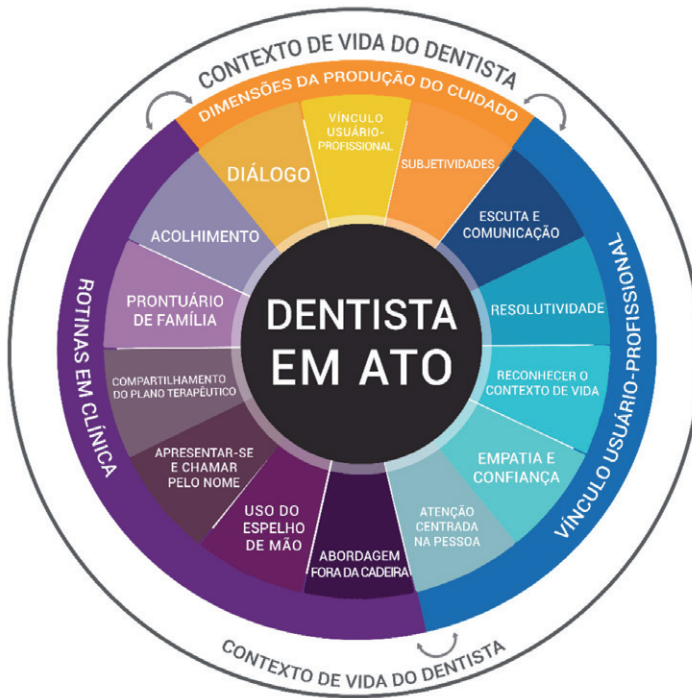 CONTEXTO DE VIDA DO DENTISTA
DIMENSÕES DA PRODUÇÃO DO CUIDADO
DIÁLOGO
VÍNCULO
USUÁRIO-
PROFISSIONAL
SUBJETIVIDADES
VÍNCULO USUÁRIO-PROFISSIONAL
ESCUTA E
COMUNICAÇÃO
RESOLUTIVIDADE
RECONHECER O
CONTEXTO DE VIDA
EMPATIA E
CONFIANÇA
ATENÇÃO
CENTRADA
NA PESSOA
ROTINAS EM CLÍNICA
ACOLHIMENTO
PRONTUÁRIO
DE FAMÍLIA
COMPARTILHAMENTO
DO PLANO TERAPÊUTICO
APRESENTAR-SE
E CHAMAR
PELO NOME
USO DO
ESPELHO
DE MÃO
ABORDAGEM
FORA DA CADEIRA
DENTISTA
EM ATO
CONTEXTO DE VIDA DO DENTISTA